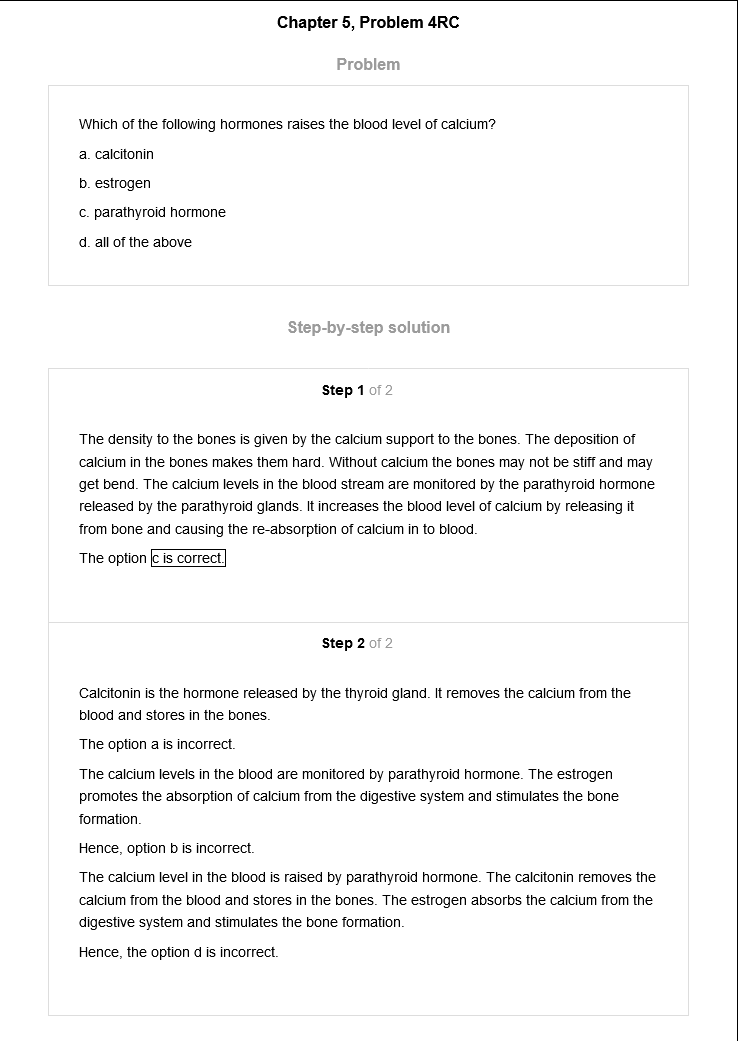 Chapter 5, Problem 4RC
Problem
Which of the following hormones raises the blood level of calcium?
a. calcitonin
b. estrogen
c. parathyroid hormone
d. all of the above
Step-by-step solution
Step 1 of 2
The density to the bones is given by the calcium support to the bones. The deposition of
calcium in the bones makes them hard. Without calcium the bones may not be stiff and may
get bend. The calcium levels in the blood stream are monitored by the parathyroid hormone
released by the parathyroid glands. It increases the blood level of calcium by releasing it
from bone and causing the re-absorption of calcium in to blood.
The option c is correct.
Step 2 of 2
Calcitonin is the hormone released by the thyroid gland. It removes the calcium from the
blood and stores in the bones.
The option a is incorrect.
The calcium levels in the blood are monitored by parathyroid hormone. The estrogen
promotes the absorption of calcium from the digestive system and stimulates the bone
formation.
Hence, option b is incorrect.
The calcium level in the blood is raised by parathyroid hormone. The calcitonin removes the
calcium from the blood and stores in the bones. The estrogen absorbs the calcium from the
digestive system and stimulates the bone formation.
Hence, the option d is incorrect.